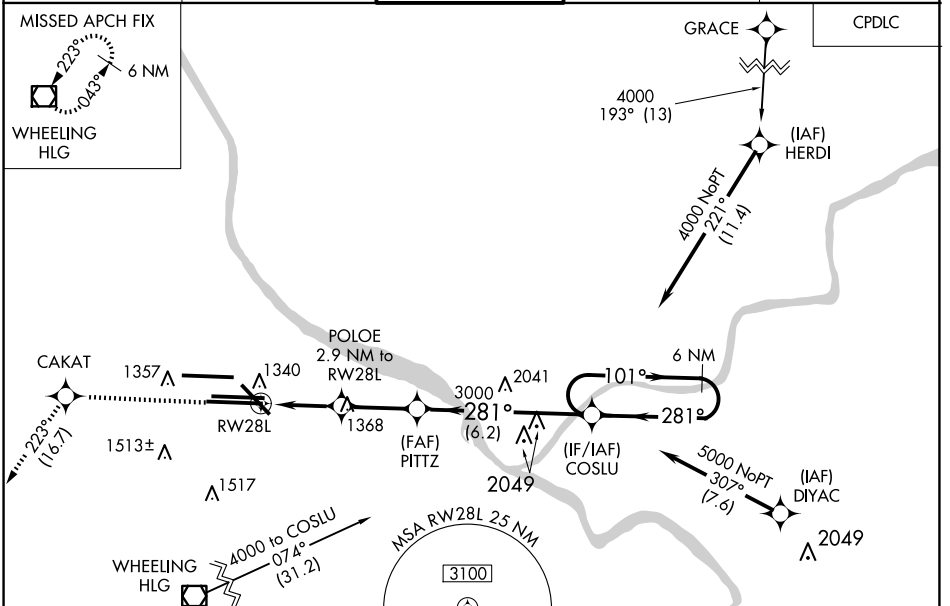 MISSED APCH FIX
223°
043°
6 NM
WHEELING
HLG
GRACE
CPDLC
4000
193° (13)
(IAF)
HERDI
4000 NoPT
221°
(11.4)
POLOE
2.9 NM to
RW28L
CAKAT
1357
1340
RW28L
1368
3000
281°
(6.2)
2041
6 NM
101°
281°
(FAF)
PITTZ
(IF/IAF)
COSLU
223°
(16.7)
1513±
1517
2049
5000 NoPT
307°
(7.6)
(IAF)
DIYAC
2049
4000 to COSLU
074°
(31.2)
WHEELING
HLG
MSA RW28L 25 NM
3100